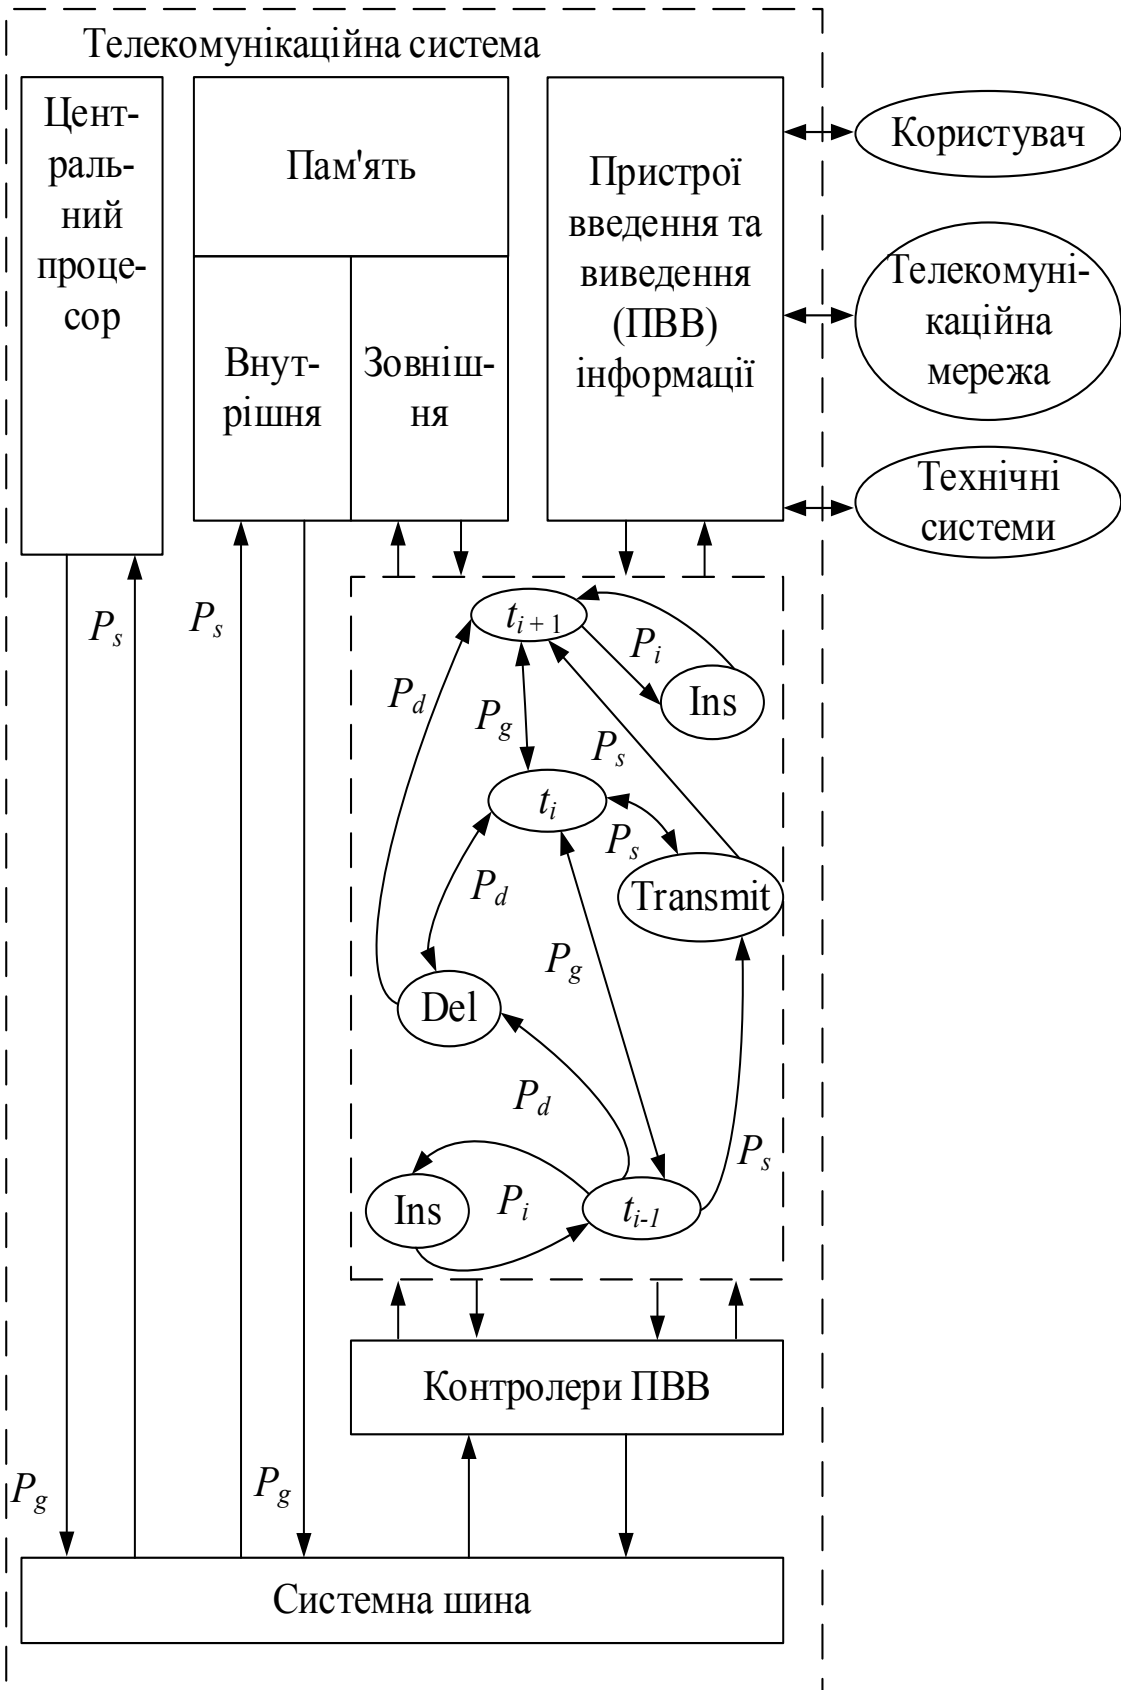 Телекомунікаційна система
Цент-
раль-
ний
проце-
сор
Пам'ять
Внут-
рішня
Зовніш-
ня
Пристрої
введення та
виведення
(ПВВ)
інформації
Користувач
Телекомуні-
каційна
мережа
Технічні
системи
P_s
P_s
t_{i+1}
P_i
Ins
P_d
P_g
P_s
t_i
P_s
P_d
Transmit
P_g
Del
P_d
P_s
Ins
P_i
t_{i-1}
Контролери ПВВ
P_g
P_g
Системна шина